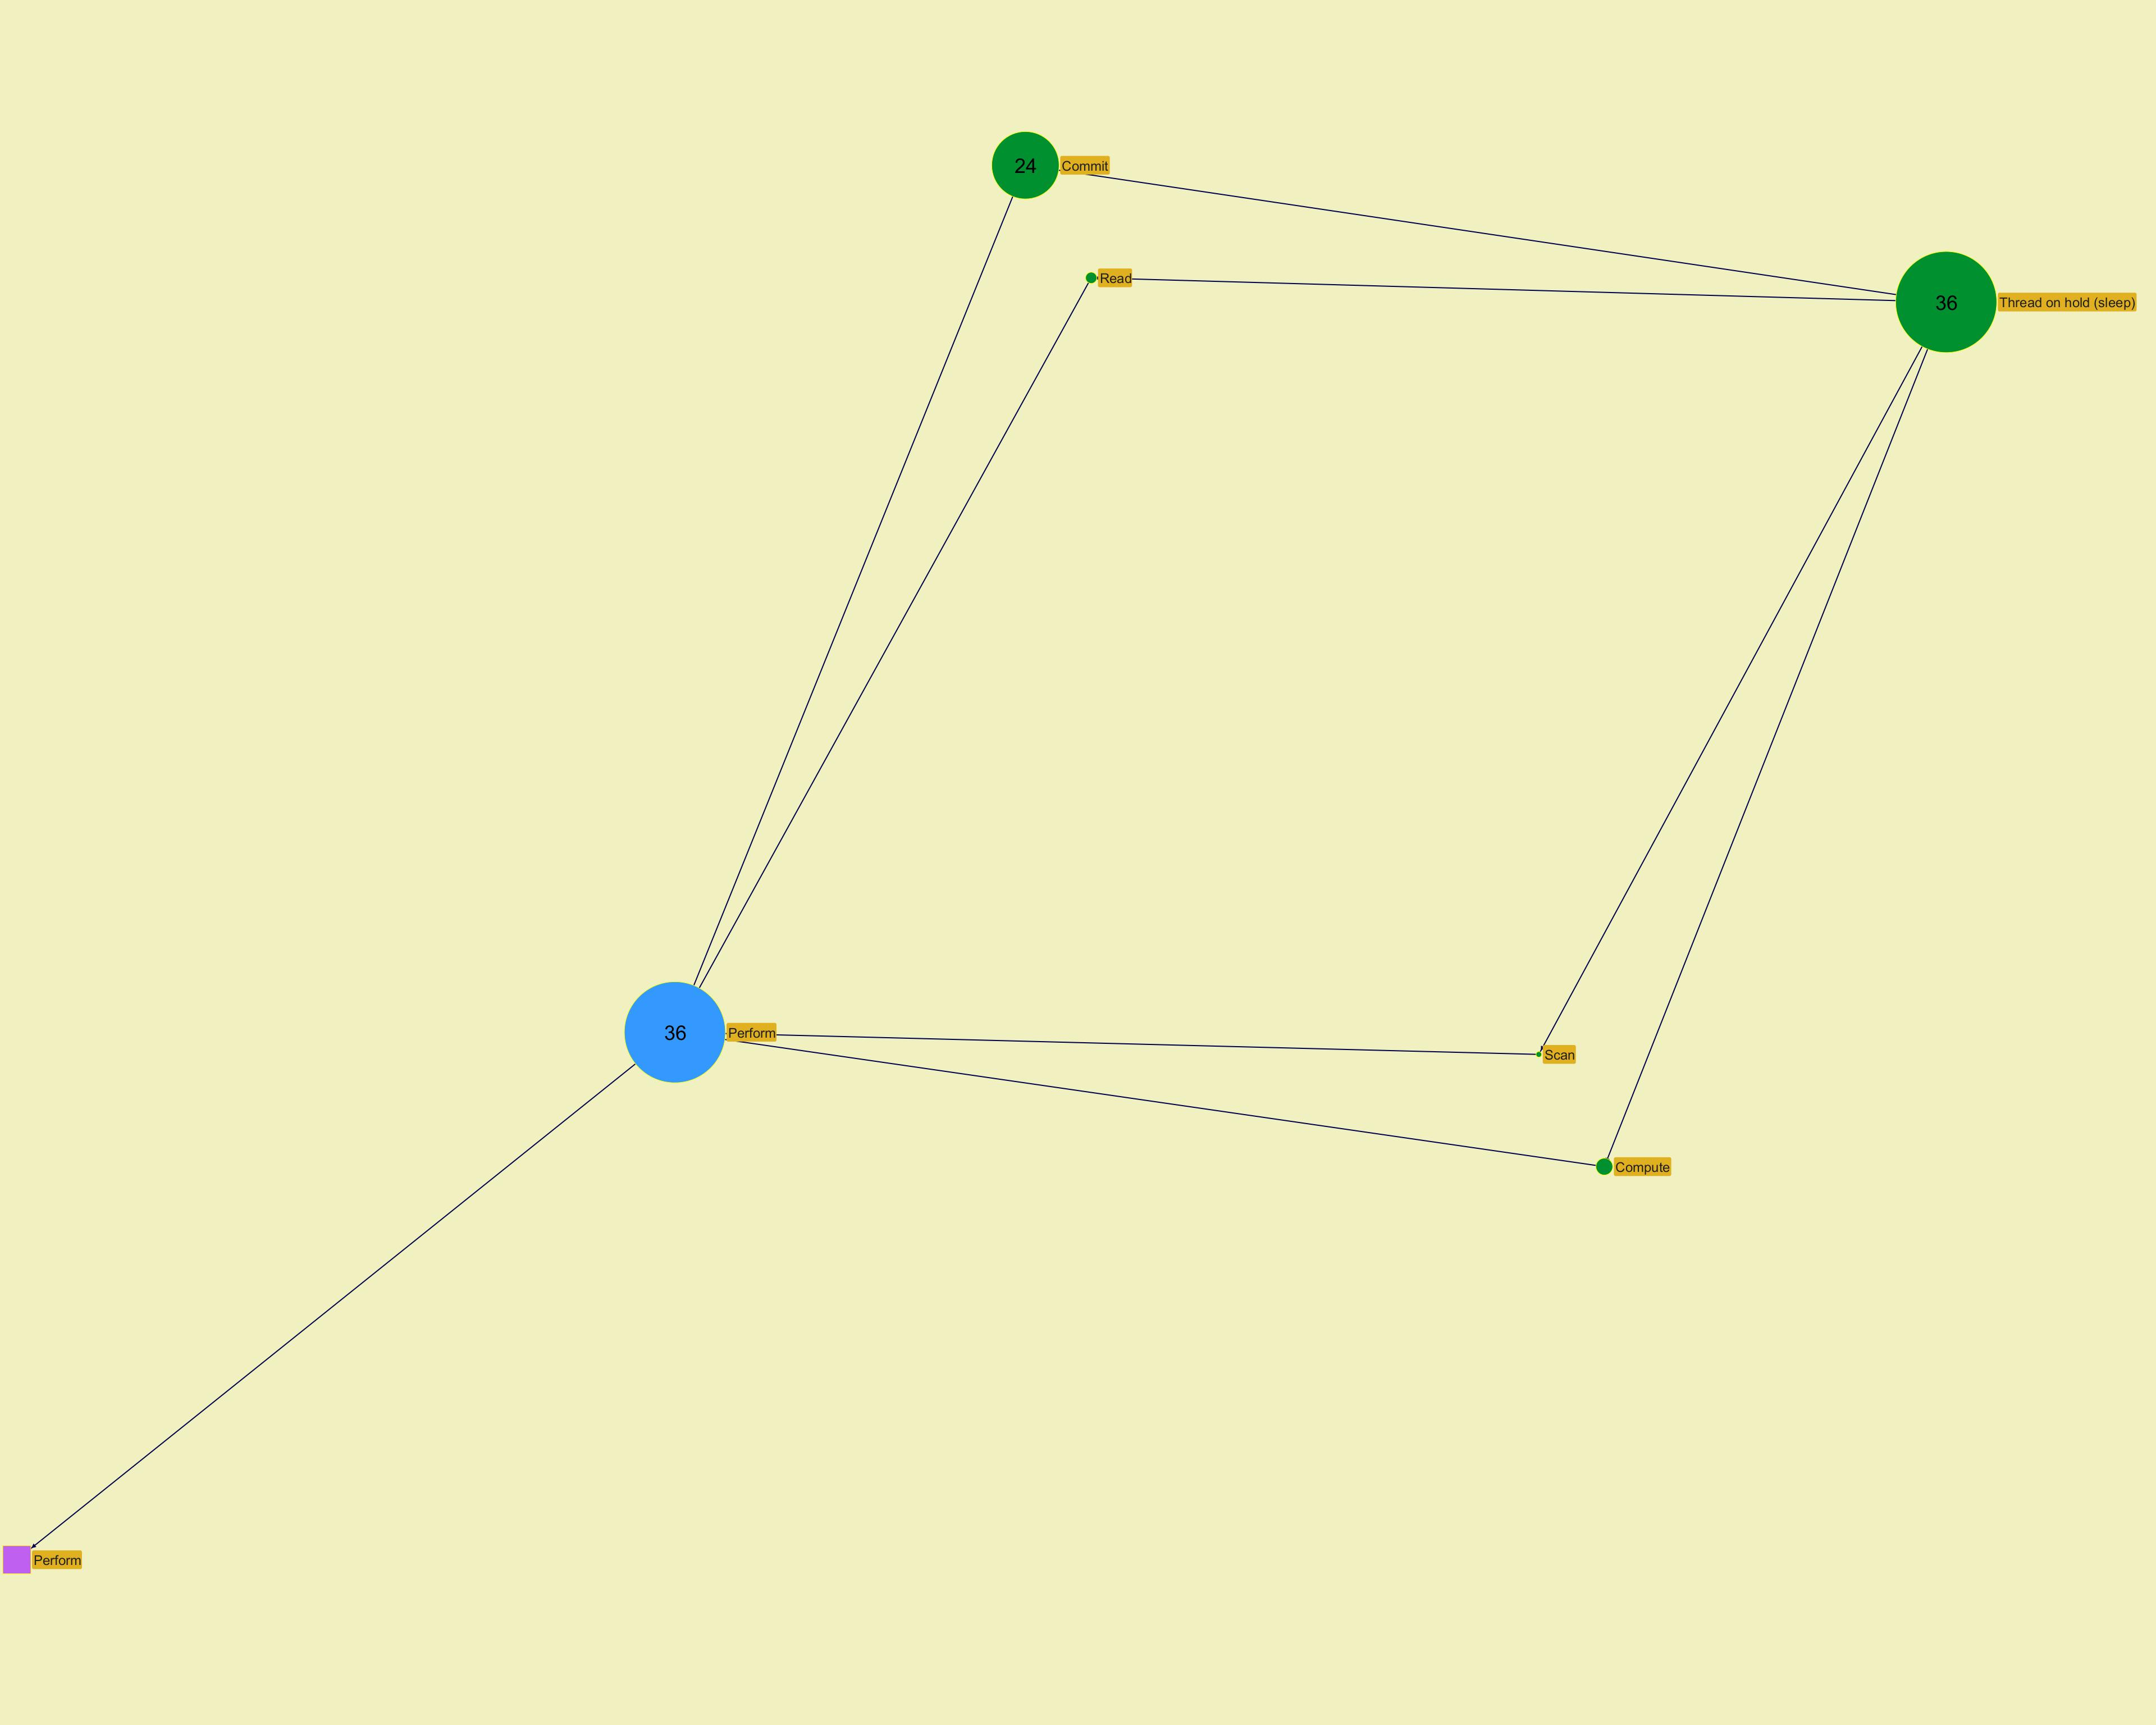 24
Commit
Read
36
Thread on hold (sleep)
36
Perform
Scan
Compute
Perform